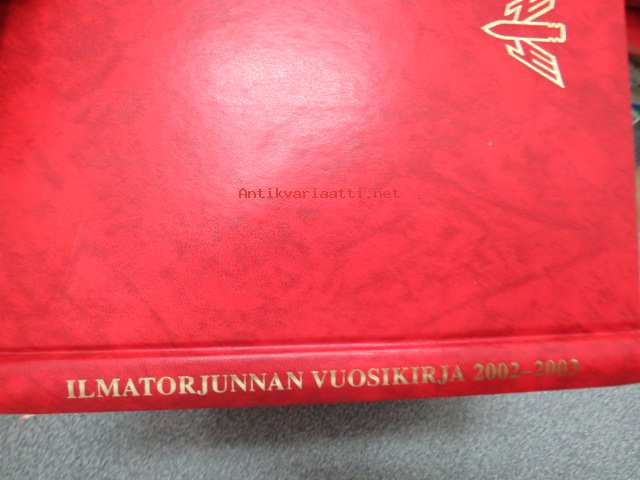 Antikvariaatti.net
ILMATORJUNNAN VUOSIKIRJA 2002-2003